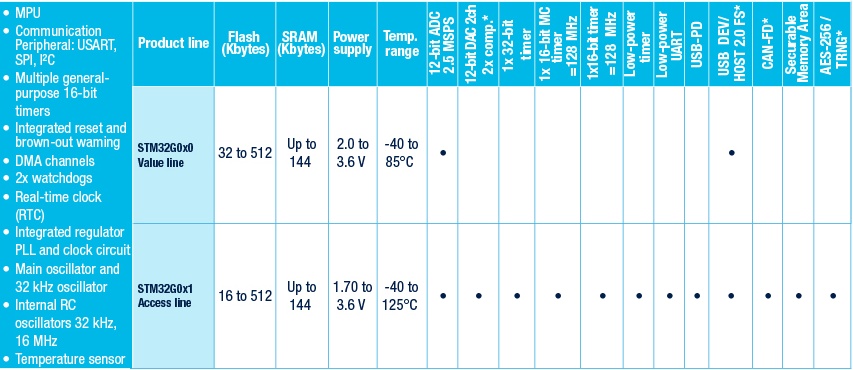 • MPU
• Communication
Peripheral: USART,
SPI, I²C
• Multiple general-
purpose 16-bit
timers
• Integrated reset and
brown-out warning
• DMA channels
• 2x watchdogs
• Real-time clock
(RTC)
• Integrated regulator
PLL and clock circuit
• Main oscillator and
32 kHz oscillator
• Internal RC
oscillators 32 kHz,
16 MHz
• Temperature sensor
Product line
Flash
(Kbytes)
SRAM
(Kbytes)
Power
supply
Temp.
range
12-bit ADC
2.5 MSPS
12-bit DAC 2ch
2x comp.*
1x 32-bit
timer
1x 16-bit MC
timer
=128 MHz
1x16-bit timer
=128 MHz
Low-power
timer
Low-power
UART
USB-PD
USB DEV/
HOST 2.0 FS*
CAN-FD*
Securable
Memory Area
AES-256 /
TRNG*
STM32G0x0
Value line
32 to 512
Up to
144
2.0 to
3.6 V
-40 to
85°C
• •
STM32G0x1
Access line
16 to 512
Up to
144
1.70 to
3.6 V
-40 to
125°C
• • • • • • • • • • • •